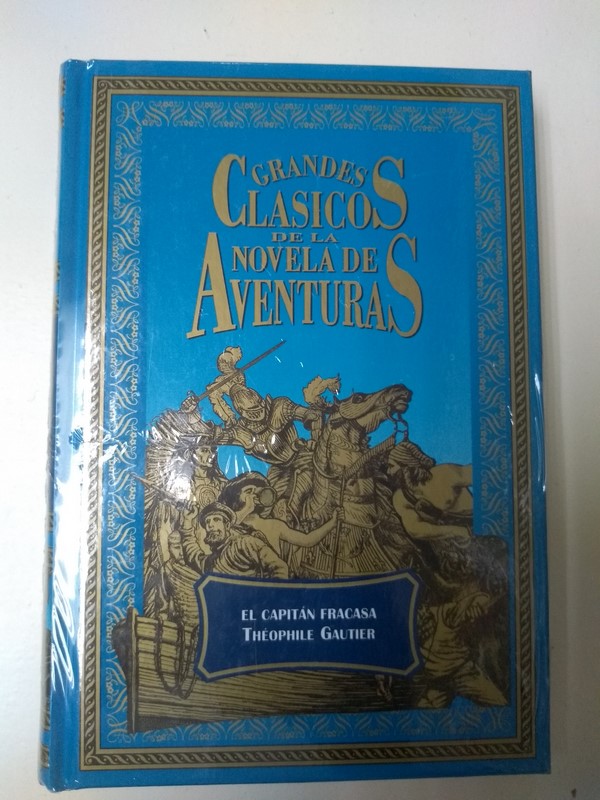 GRANDES
CLASICOS
DE LA
NOVELA DE
AVENTURAS
EL CAPITÁN FRACASA
THÉOPHILE GAUTIER